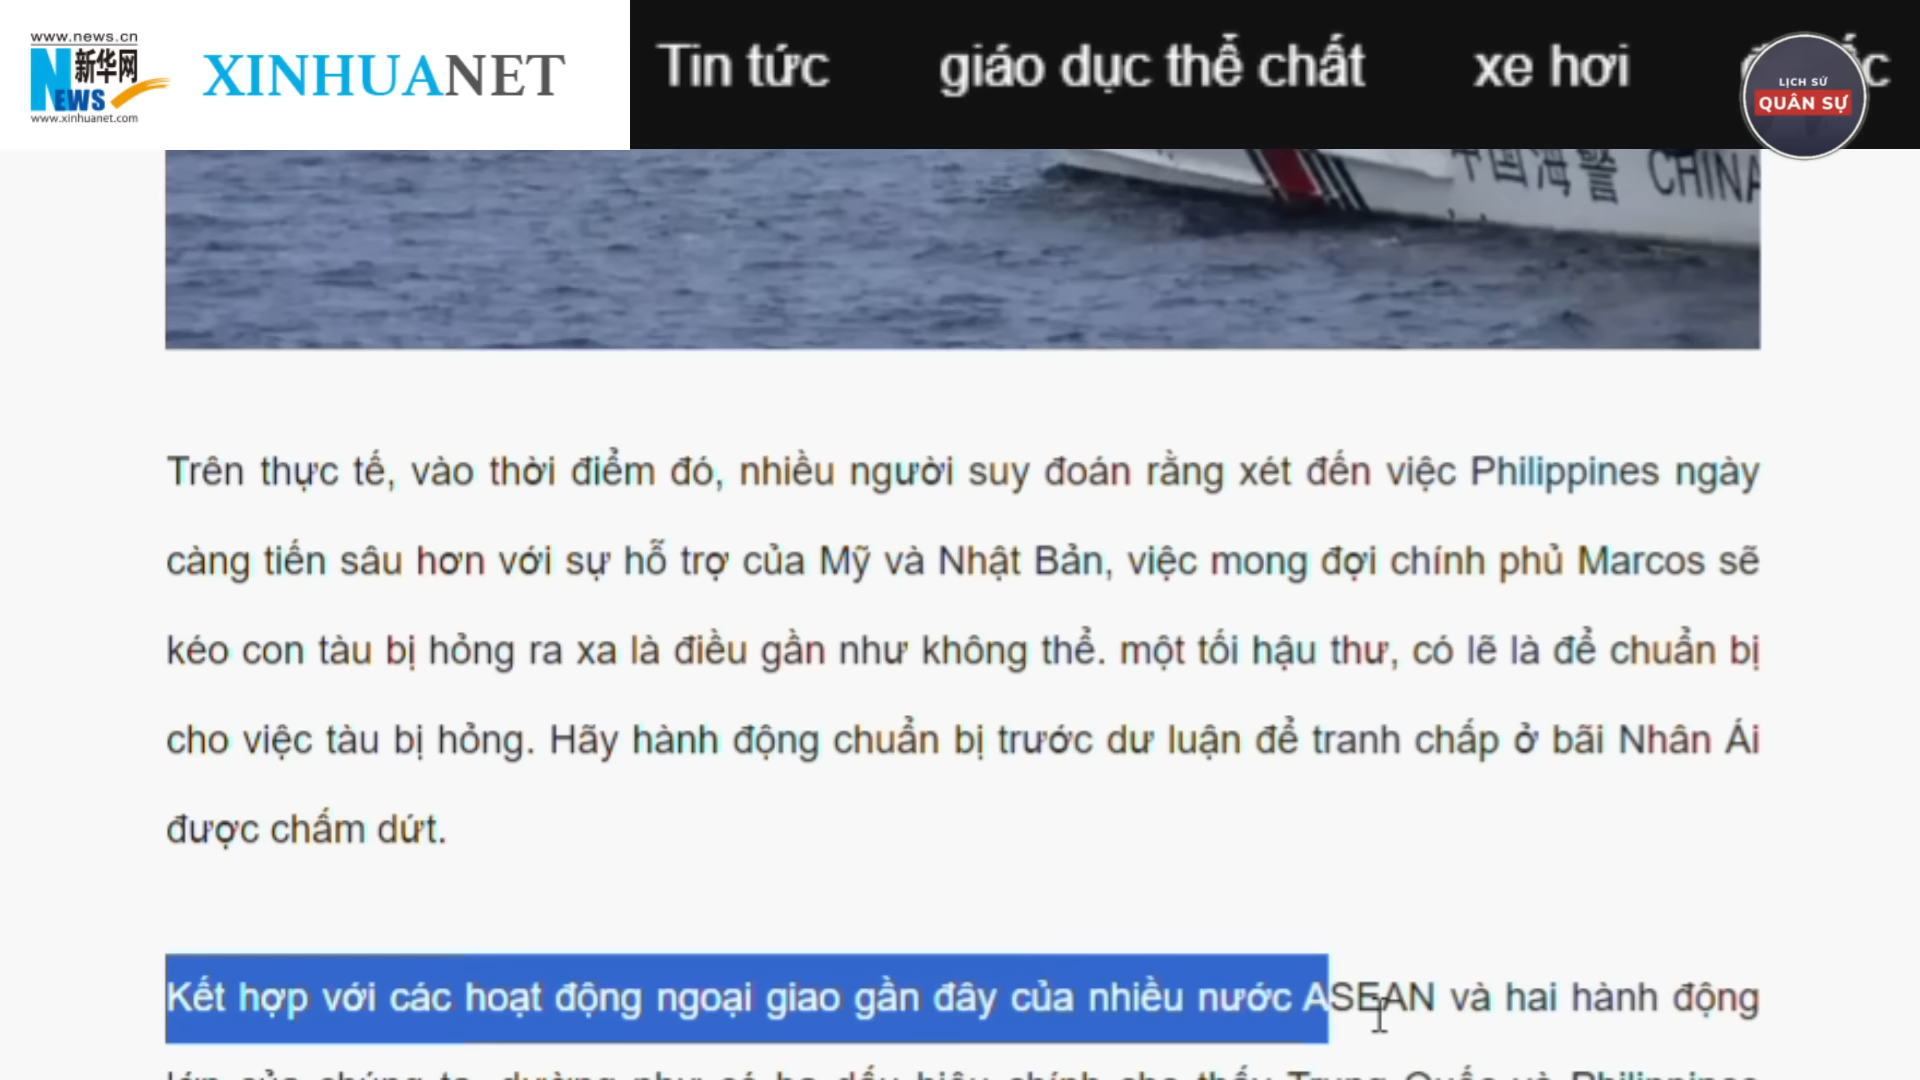 www.news.cn
新华网
NEWS
www.xinhuanet.com
XINHUANET
Tin tức giáo dục thể chất xe hơi
LỊCH SỬ
QUÂN SỰ
中国海警 CHINA
Trên thực tế, vào thời điểm đó, nhiều người suy đoán rằng xét đến việc Philippines ngày
càng tiến sâu hơn với sự hỗ trợ của Mỹ và Nhật Bản, việc mong đợi chính phủ Marcos sẽ
kéo con tàu bị hỏng ra xa là điều gần như không thể. một tối hậu thư, có lẽ là để chuẩn bị
cho việc tàu bị hỏng. Hãy hành động chuẩn bị trước dư luận để tranh chấp ở bãi Nhân Ái
được chấm dứt.
Kết hợp với các hoạt động ngoại giao gần đây của nhiều nước ASEAN và hai hành động